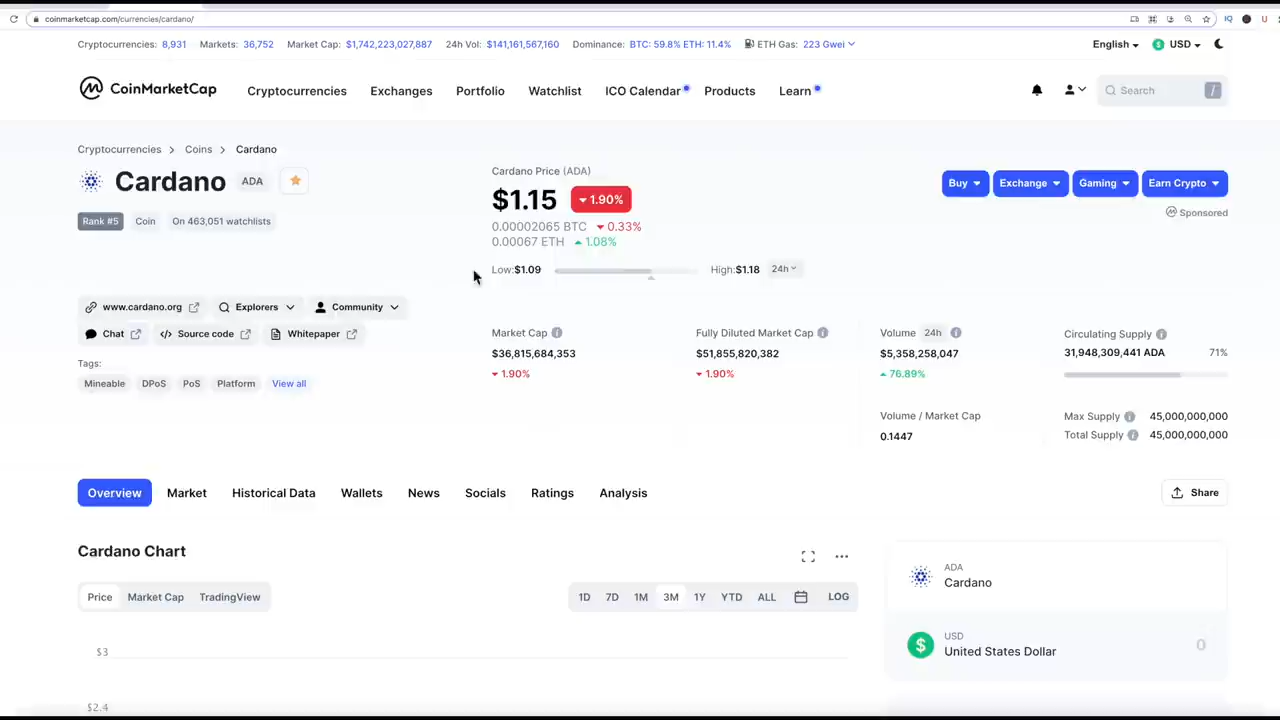 coinmarketcap.com/currencies/cardano/
Cryptocurrencies: 8,931 Markets: 36,752 Market Cap: $1,742,223,027,887 24h Vol: $141,161,567,160 Dominance: BTC: 59.8% ETH: 11.4% ETH Gas: 223 Gwei English USD
CoinMarketCap Cryptocurrencies Exchanges Portfolio Watchlist ICO Calendar Products Learn Search /
Cryptocurrencies Coins Cardano
Cardano ADA
Rank #5 Coin On 463,051 watchlists
Cardano Price (ADA)
$1.15 1.90%
0.00002065 BTC 0.33%
0.00067 ETH 1.08%
Low: $1.09 High: $1.18 24h
Buy Exchange Gaming Earn Crypto
Sponsored
www.cardano.org Explorers Community
Chat Source code Whitepaper
Tags:
Mineable DPoS PoS Platform View all
Market Cap
$36,815,684,353
1.90%
Fully Diluted Market Cap
$51,855,820,382
1.90%
Volume 24h
$5,358,258,047
76.89%
Volume / Market Cap
0.1447
Circulating Supply
31,948,309,441 ADA 71%
Max Supply 45,000,000,000
Total Supply 45,000,000,000
Overview Market Historical Data Wallets News Socials Ratings Analysis Share
Cardano Chart
Price Market Cap TradingView 1D 7D 1M 3M 1Y YTD ALL LOG
$3
$2.4
ADA
Cardano
USD
United States Dollar 0